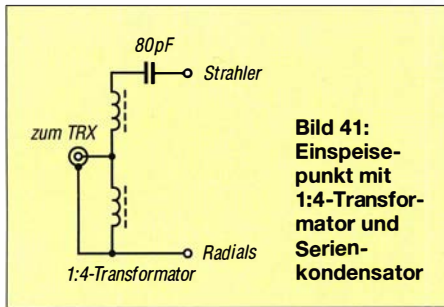 80pF
Strahler
zum TRX
Bild 41:
Einspeise-
punkt mit
1:4-Transfor-
mator und
Serien-
kondensator
Radials
1:4-Transformator